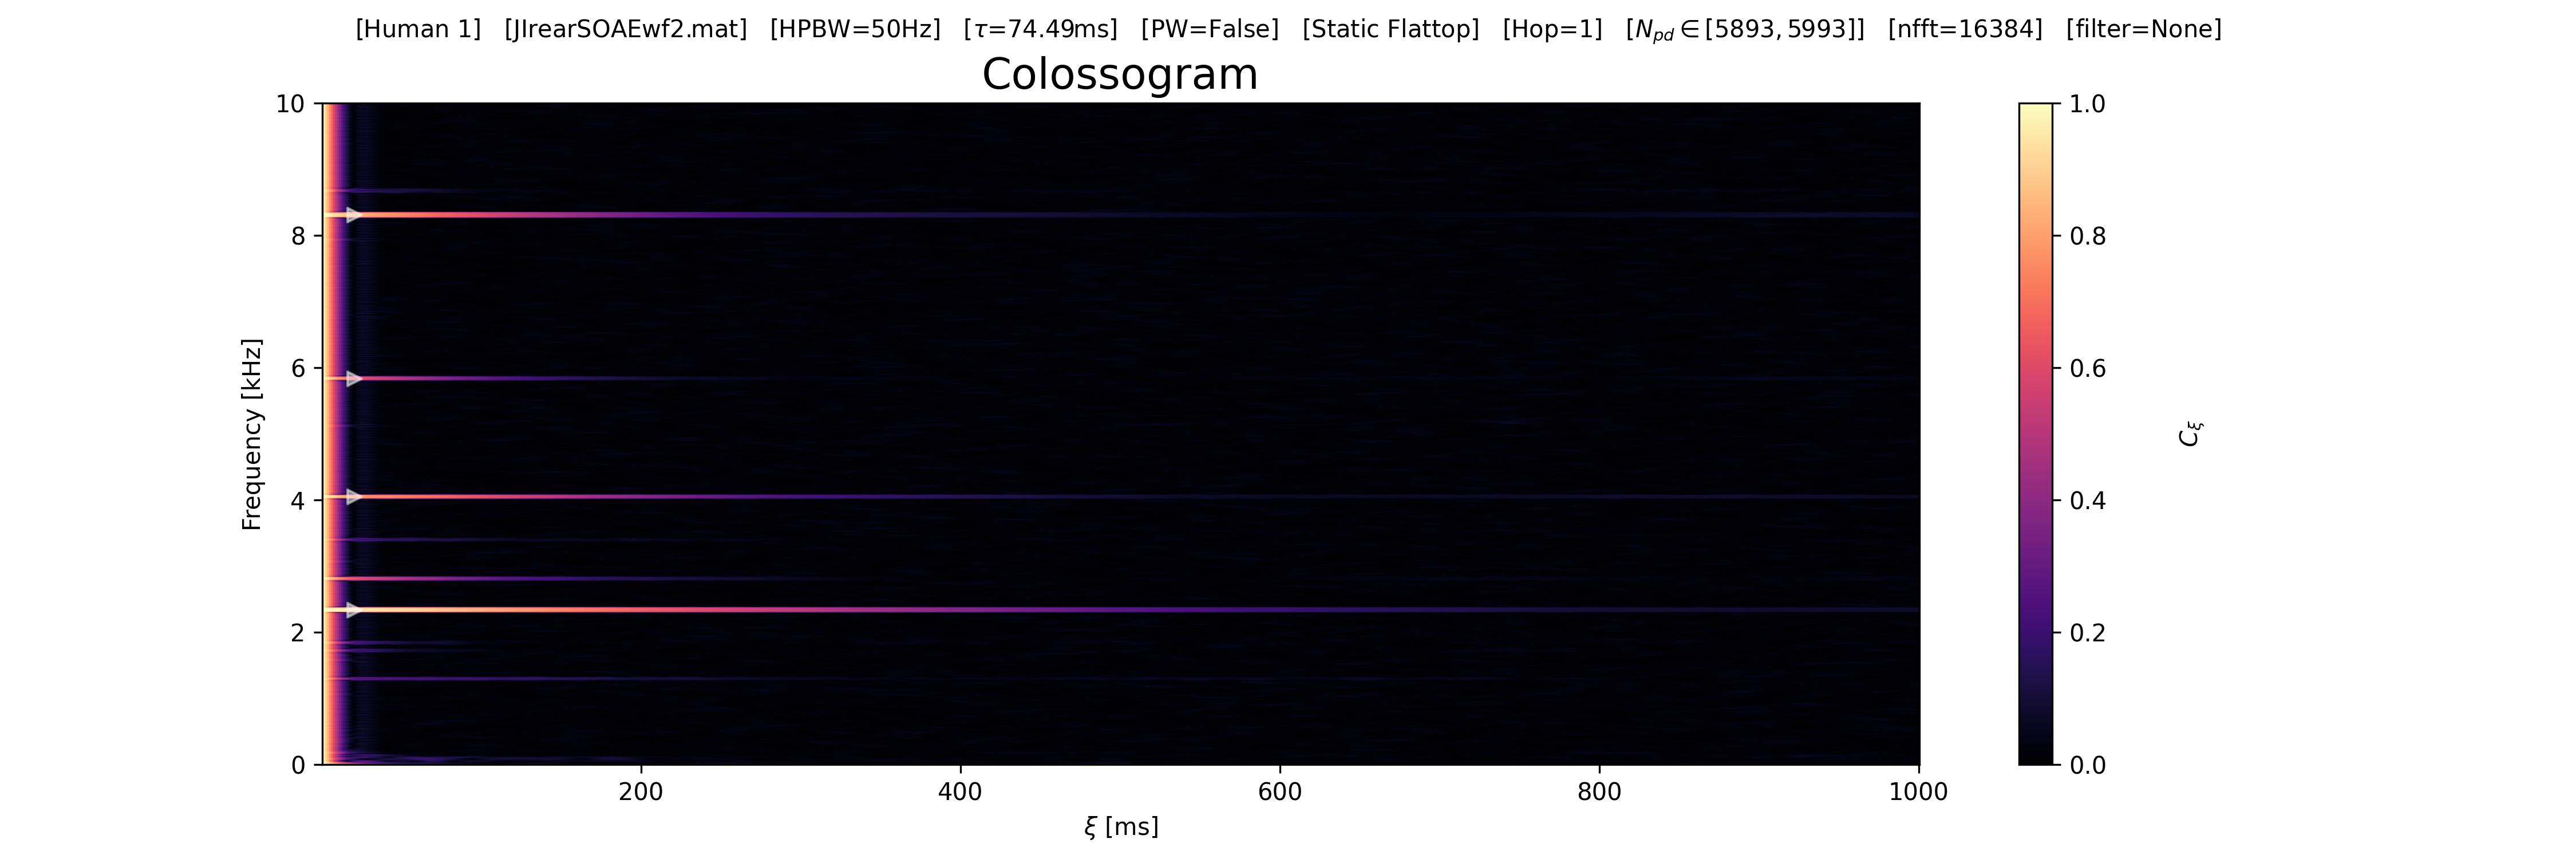 [Human 1] [JIrearSOAEwf2.mat] [HPBW=50Hz] [τ=74.49ms] [PW=False] [Static Flattop] [Hop=1] [N_pd ∈ [5893, 5993]] [nfft=16384] [filter=None]
Colossogram
10
8
6
4
2
0
Frequency [kHz]
200 400 600 800 1000
ξ [ms]
1.0
0.8
0.6
0.4
0.2
0.0
C_ξ